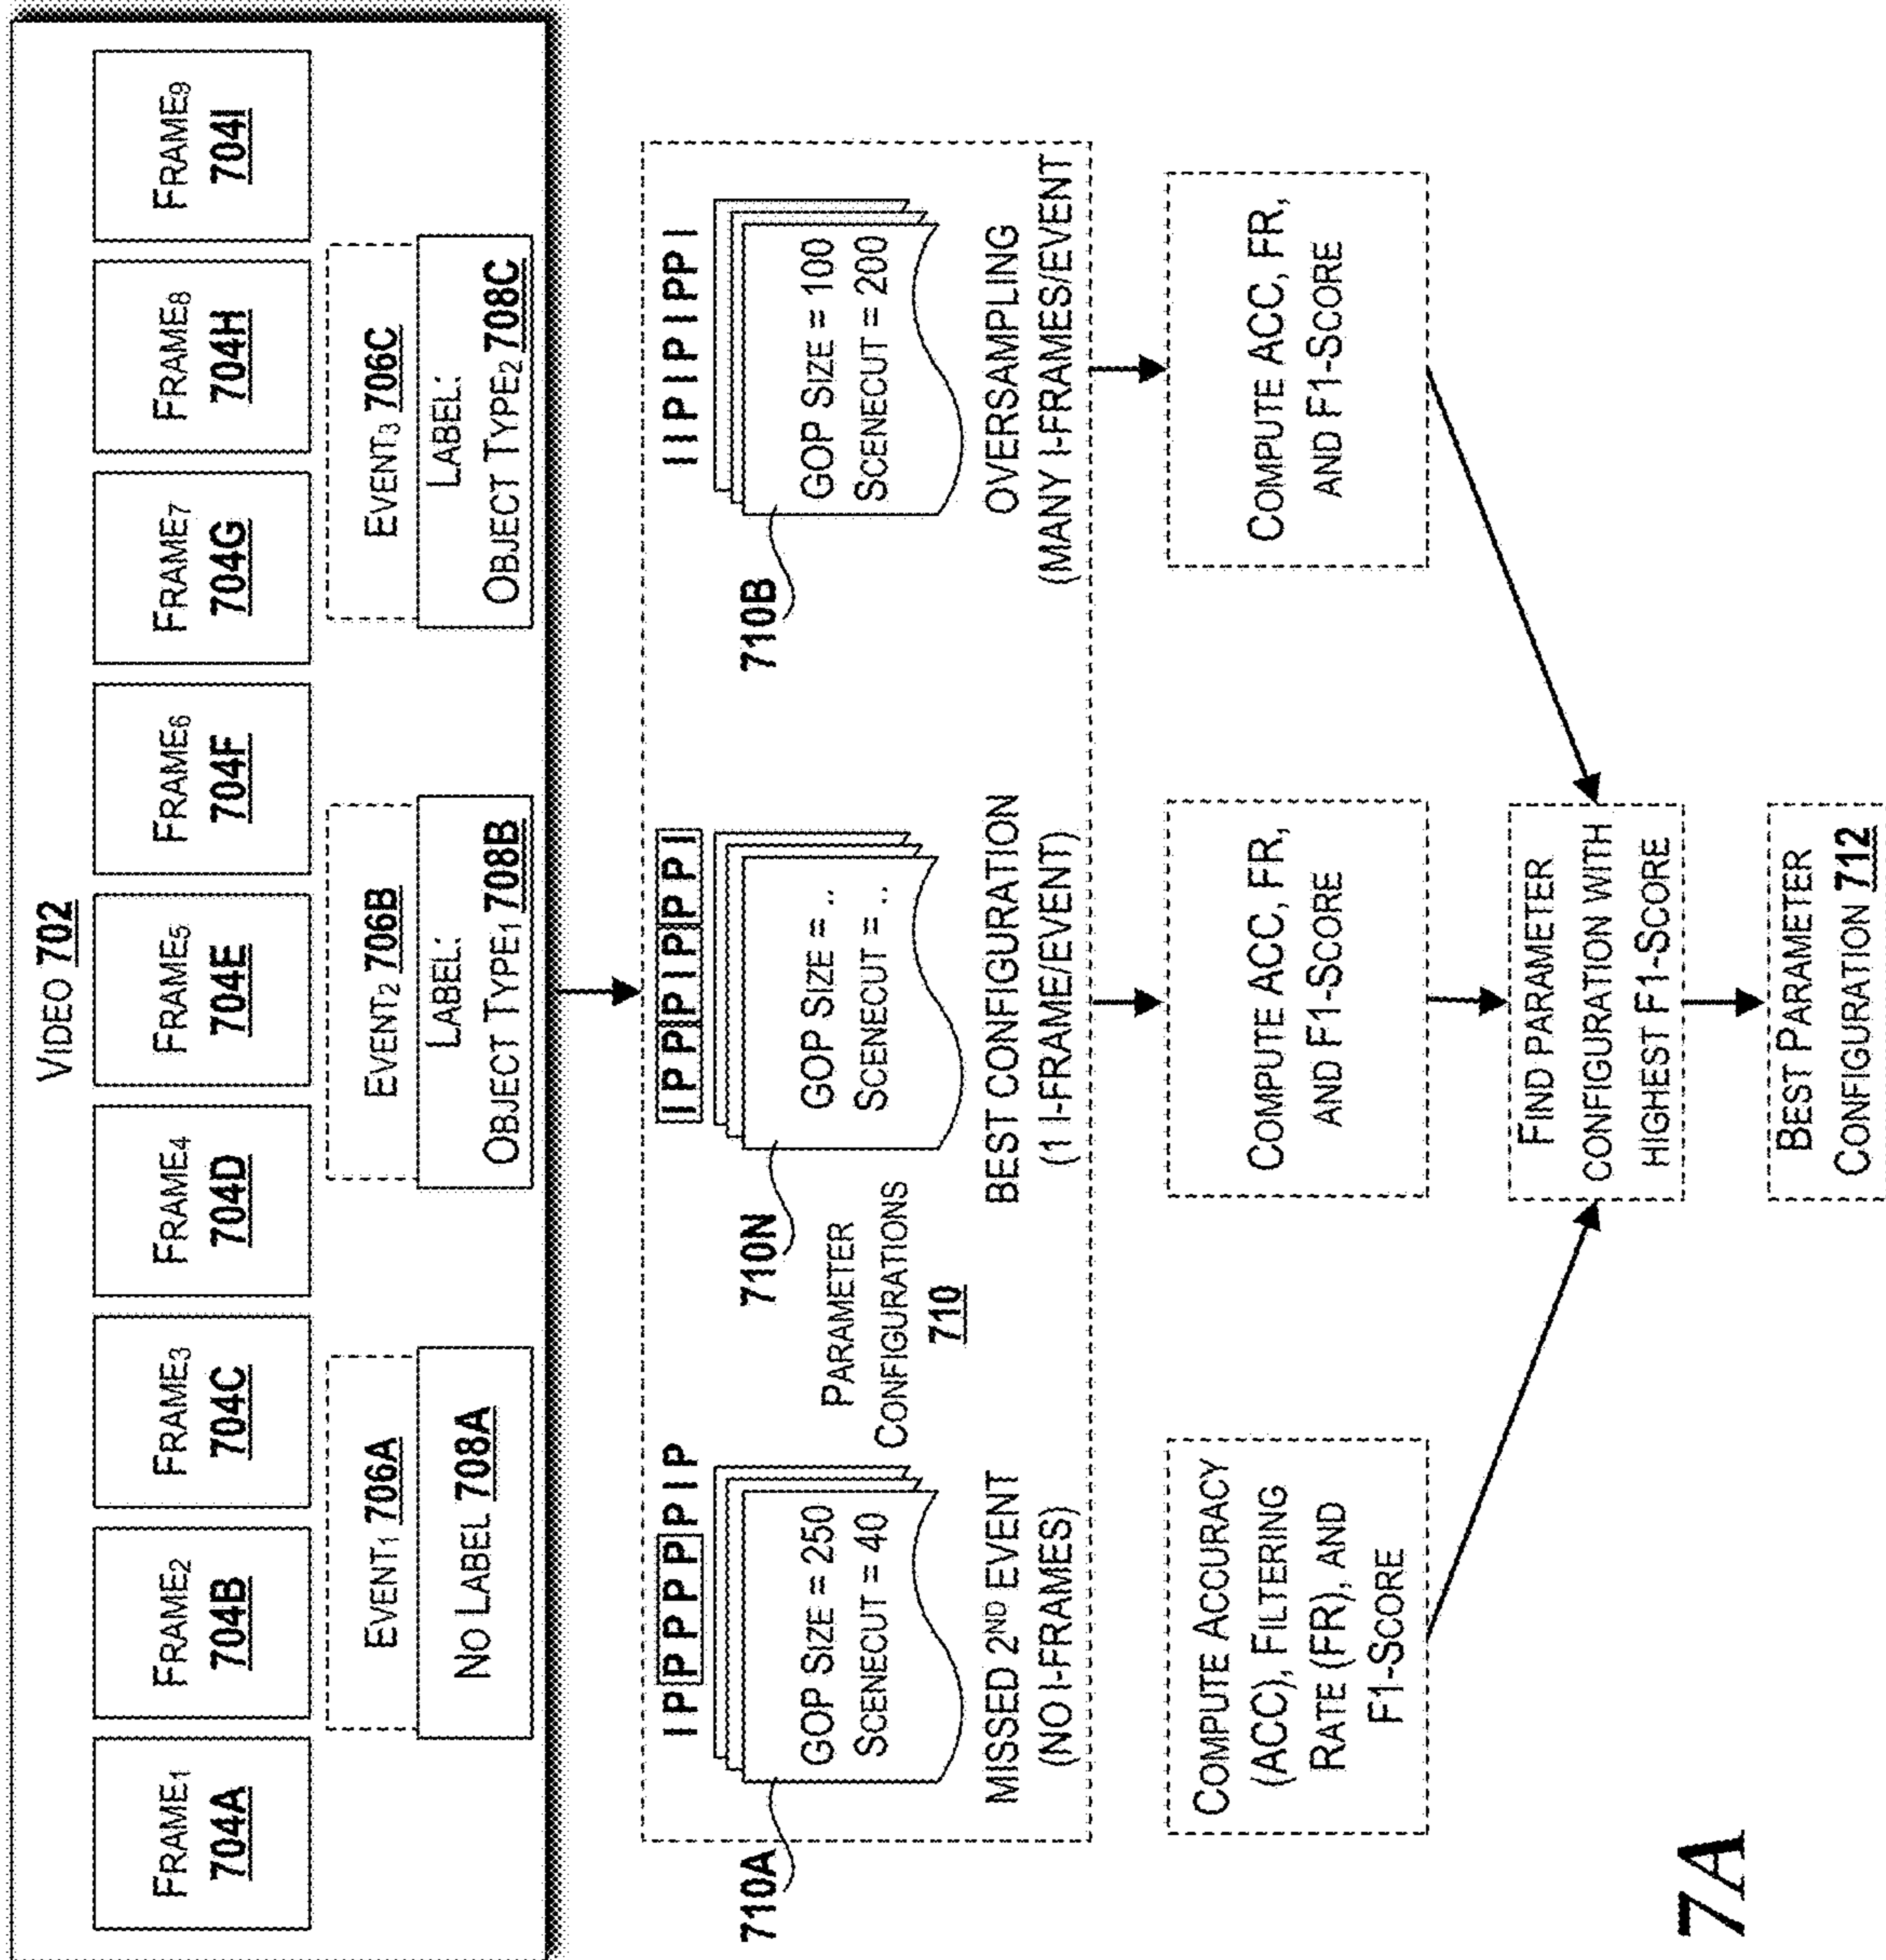 VIDEO 702
FRAME1
704A
FRAME2
704B
FRAME3
704C
FRAME4
704D
FRAME5
704E
FRAME6
704F
FRAME7
704G
FRAME8
704H
FRAME9
704I
EVENT1 706A
NO LABEL 708A
EVENT2 706B
LABEL:
OBJECT TYPE1 708B
EVENT3 706C
LABEL:
OBJECT TYPE2 708C
I P P P P P I P
710A
GOP SIZE = 250
SCENECUT = 40
MISSED 2ND EVENT
(NO I-FRAMES)
PARAMETER
CONFIGURATIONS
710
I P P I P I P P I
710N
GOP SIZE = ..
SCENECUT = ..
BEST CONFIGURATION
(1 I-FRAME/EVENT)
I I P I P I P P I
710B
GOP SIZE = 100
SCENECUT = 200
OVERSAMPLING
(MANY I-FRAMES/EVENT
COMPUTE ACCURACY
(ACC), FILTERING
RATE (FR), AND
F1-SCORE
COMPUTE ACC, FR,
AND F1-SCORE
COMPUTE ACC, FR,
AND F1-SCORE
FIND PARAMETER
CONFIGURATION WITH
HIGHEST F1-SCORE
BEST PARAMETER
CONFIGURATION 712
7A